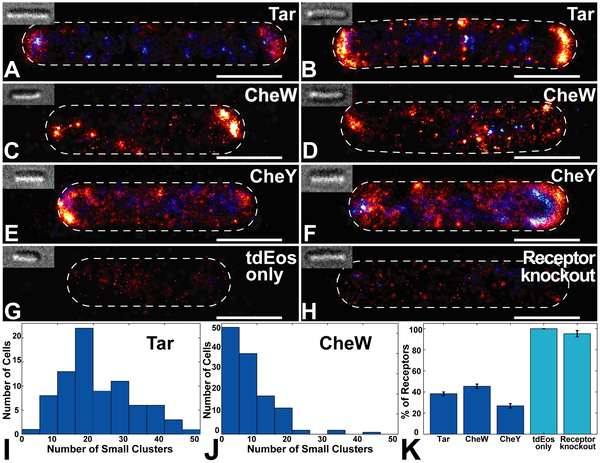 Tar
Tar
A
B
CheW
CheW
C
D
CheY
CheY
E
F
tdEos
only
Receptor
knockout
G
H
Number of Cells
20
10
0
Tar
0 10 20 30 40 50
Number of Small Clusters
I
Number of Cells
50
40
30
20
10
0
CheW
0 10 20 30 40 50
Number of Small Clusters
J
% of Receptors
100
80
60
40
20
0
Tar CheW CheY tdEos only Receptor knockout
K